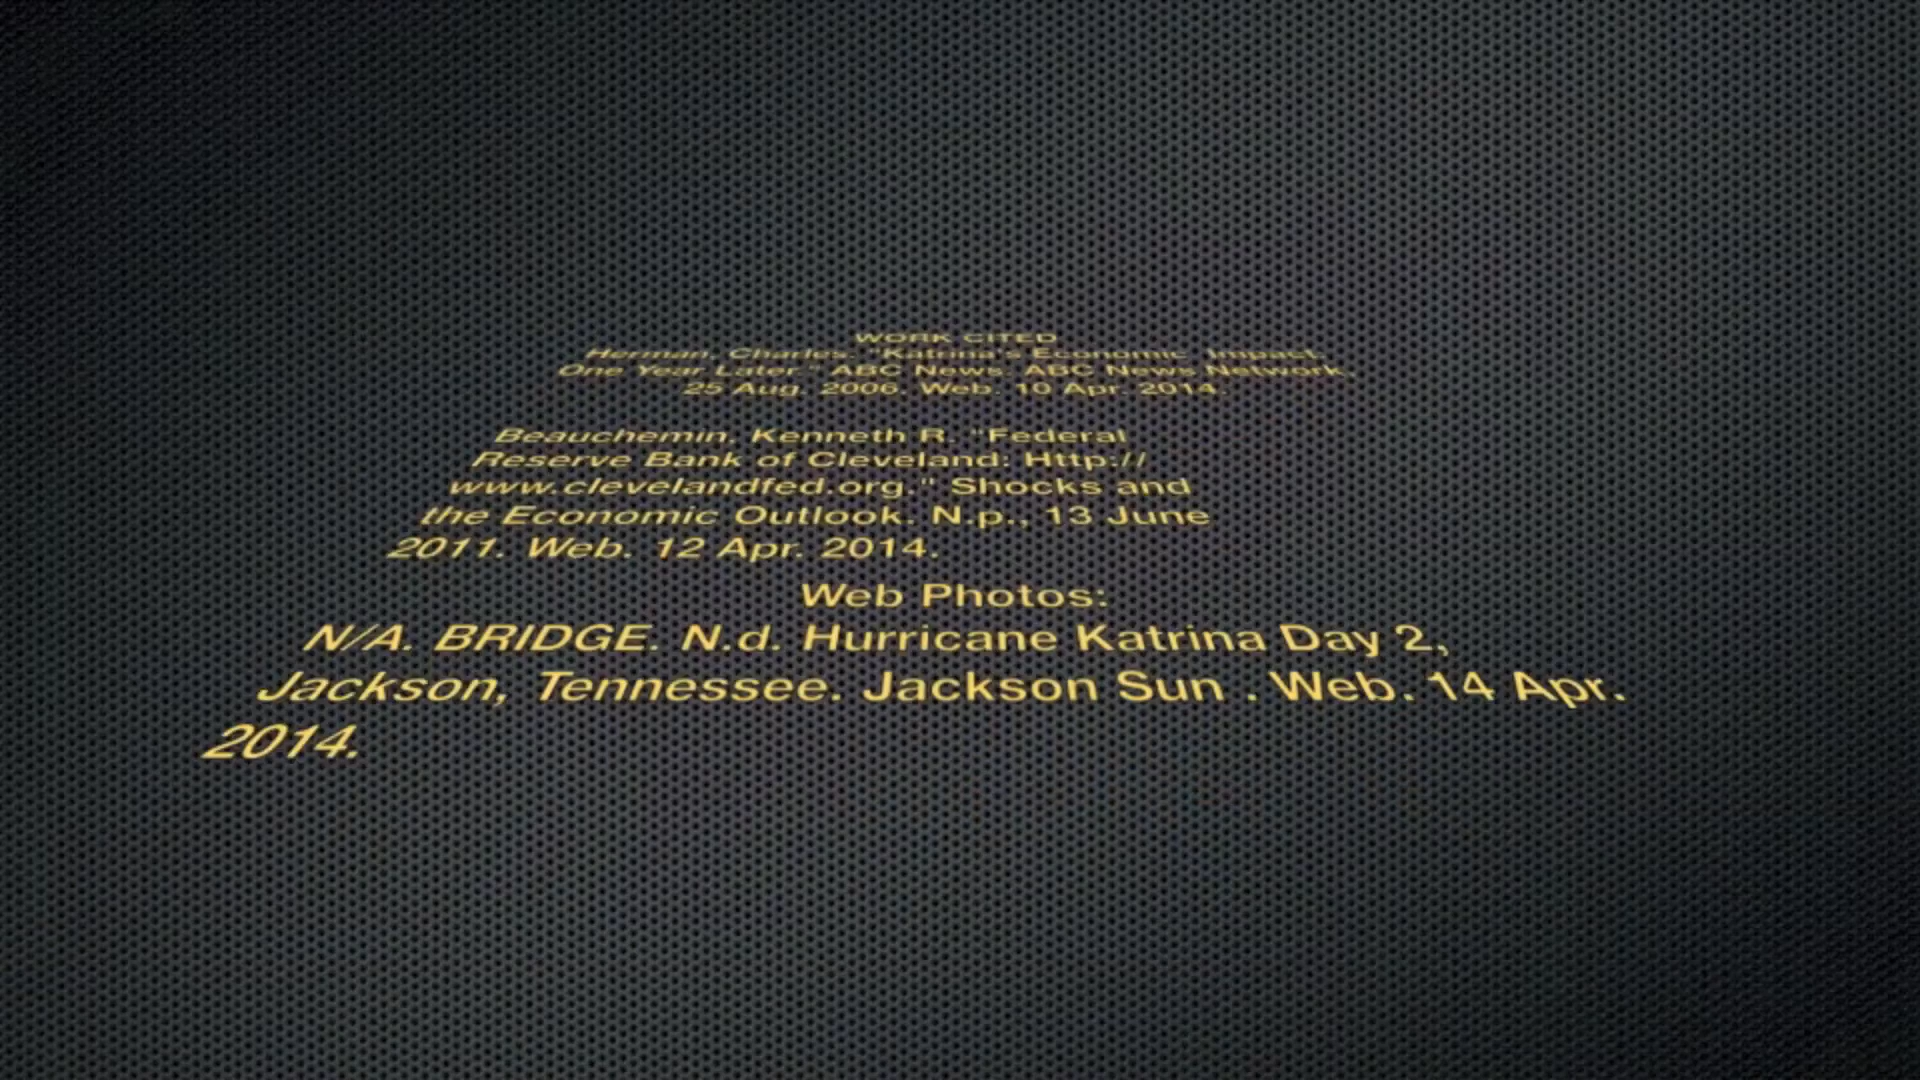 WORK CITED
Herman, Charles. "Katrina's Economic Impact:
One Year Later." ABC News. ABC News Network,
25 Aug. 2006. Web. 10 Apr. 2014.
Beauchemin, Kenneth R. "Federal
Reserve Bank of Cleveland: Http://
www.clevelandfed.org." Shocks and
the Economic Outlook. N.p., 13 June
2011. Web. 12 Apr. 2014.
Web Photos:
N/A. BRIDGE. N.d. Hurricane Katrina Day 2,
Jackson, Tennessee. Jackson Sun . Web. 14 Apr.
2014.